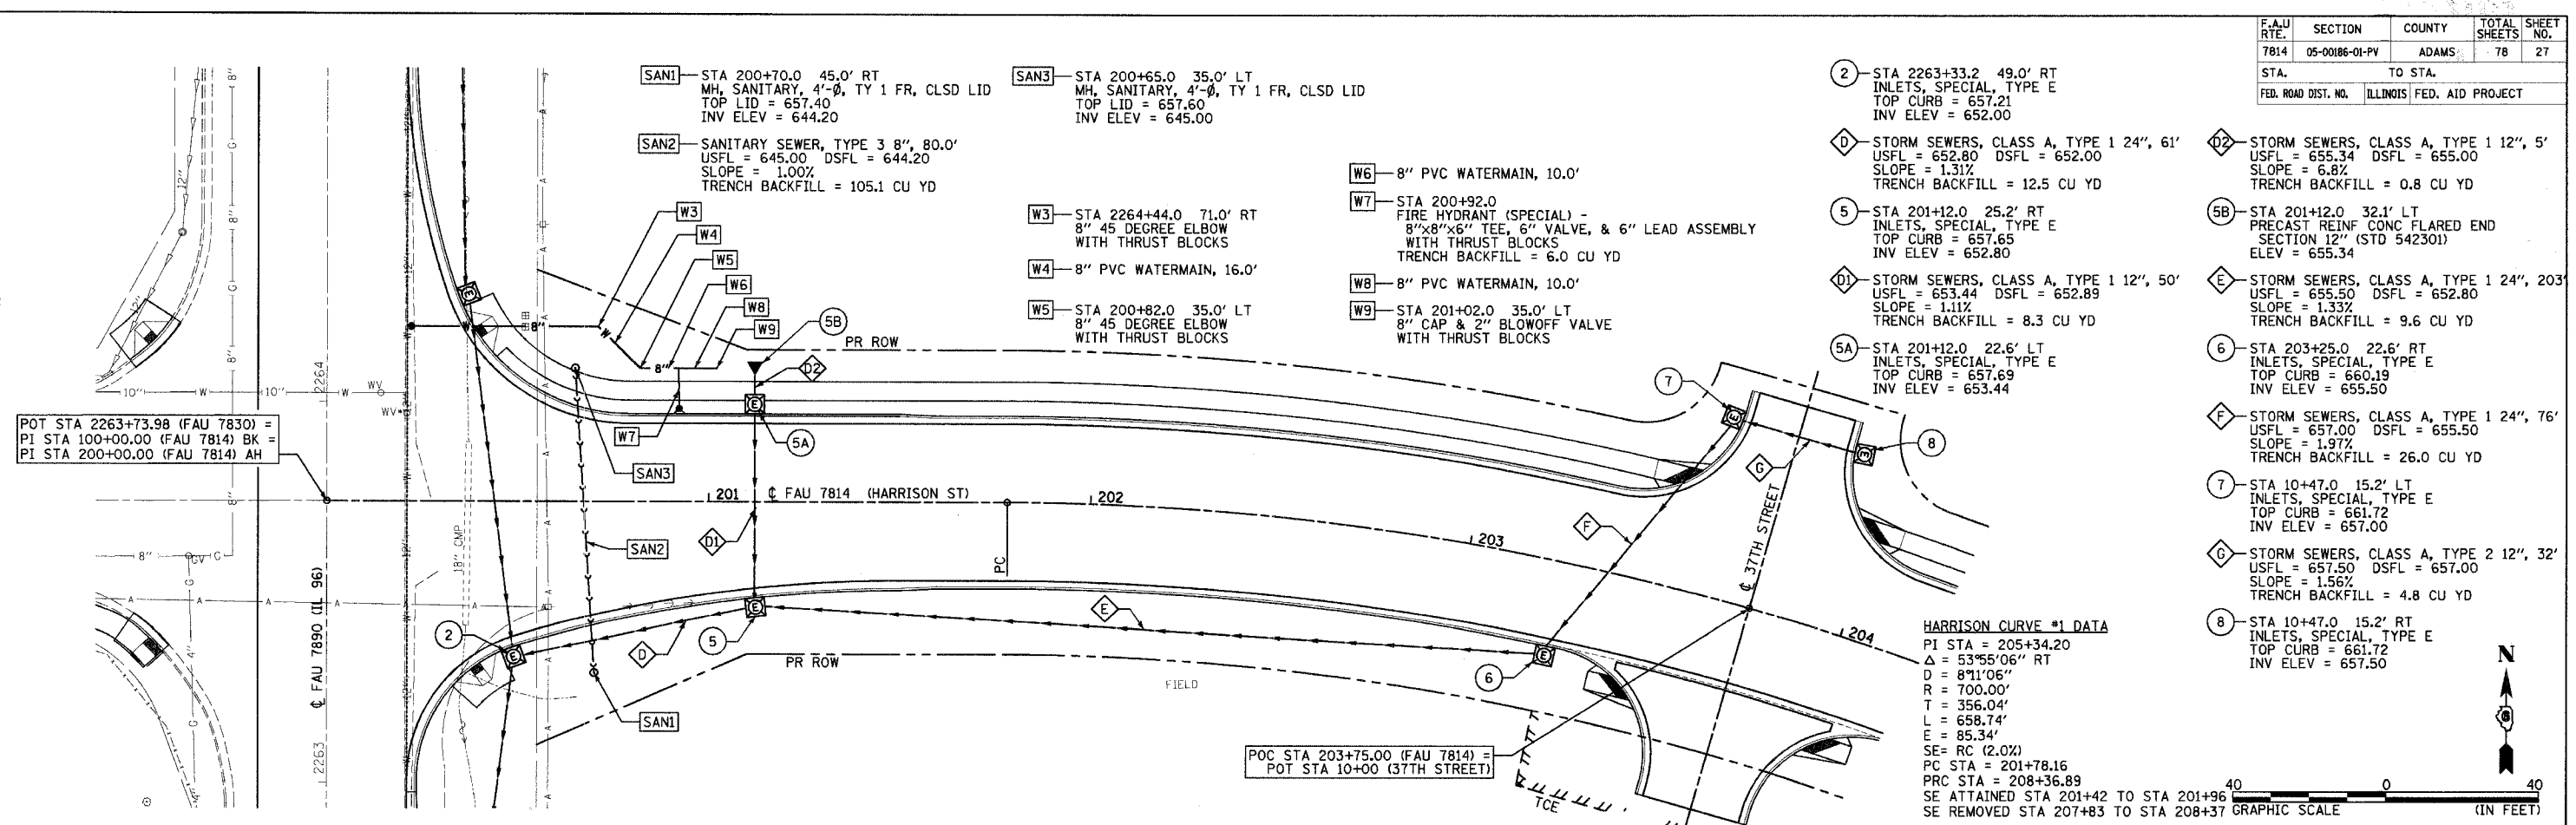 F.A.U RTE. SECTION COUNTY TOTAL SHEETS SHEET NO.
7814 05-00186-01-PV ADAMS 78 27
STA. TO STA.
FED. ROAD DIST. NO. ILLINOIS FED. AID PROJECT
SAN1 STA 200+70.0 45.0' RT
MH, SANITARY, 4'-Ø, TY 1 FR, CLSD LID
TOP LID = 657.40
INV ELEV = 644.20
SAN2 SANITARY SEWER, TYPE 3 8", 80.0'
USFL = 645.00 DSFL = 644.20
SLOPE = 1.00%
TRENCH BACKFILL = 105.1 CU YD
SAN3 STA 200+65.0 35.0' LT
MH, SANITARY, 4'-Ø, TY 1 FR, CLSD LID
TOP LID = 657.60
INV ELEV = 645.00
W3 STA 2264+44.0 71.0' RT
8" 45 DEGREE ELBOW
WITH THRUST BLOCKS
W4 8" PVC WATERMAIN, 16.0'
W5 STA 200+82.0 35.0' LT
8" 45 DEGREE ELBOW
WITH THRUST BLOCKS
W6 8" PVC WATERMAIN, 10.0'
W7 STA 200+92.0
FIRE HYDRANT (SPECIAL) -
8"x8"x6" TEE, 6" VALVE, & 6" LEAD ASSEMBLY
WITH THRUST BLOCKS
TRENCH BACKFILL = 6.0 CU YD
W8 8" PVC WATERMAIN, 10.0'
W9 STA 201+02.0 35.0' LT
8" CAP & 2" BLOWOFF VALVE
WITH THRUST BLOCKS
2 STA 2263+33.2 49.0' RT
INLETS, SPECIAL, TYPE E
TOP CURB = 657.21
INV ELEV = 652.00
D STORM SEWERS, CLASS A, TYPE 1 24", 61'
USFL = 652.80 DSFL = 652.00
SLOPE = 1.31%
TRENCH BACKFILL = 12.5 CU YD
5 STA 201+12.0 25.2' RT
INLETS, SPECIAL, TYPE E
TOP CURB = 657.65
INV ELEV = 652.80
D1 STORM SEWERS, CLASS A, TYPE 1 12", 50'
USFL = 653.44 DSFL = 652.89
SLOPE = 1.11%
TRENCH BACKFILL = 8.3 CU YD
5A STA 201+12.0 22.6' LT
INLETS, SPECIAL, TYPE E
TOP CURB = 657.69
INV ELEV = 653.44
D2 STORM SEWERS, CLASS A, TYPE 1 12", 5'
USFL = 655.34 DSFL = 655.00
SLOPE = 6.8%
TRENCH BACKFILL = 0.8 CU YD
5B STA 201+12.0 32.1' LT
PRECAST REINF CONC FLARED END
SECTION 12" (STD 542301)
ELEV = 655.34
E STORM SEWERS, CLASS A, TYPE 1 24", 203'
USFL = 655.50 DSFL = 652.80
SLOPE = 1.33%
TRENCH BACKFILL = 9.6 CU YD
6 STA 203+25.0 22.6' RT
INLETS, SPECIAL, TYPE E
TOP CURB = 660.19
INV ELEV = 655.50
F STORM SEWERS, CLASS A, TYPE 1 24", 76'
USFL = 657.00 DSFL = 655.50
SLOPE = 1.97%
TRENCH BACKFILL = 26.0 CU YD
7 STA 10+47.0 15.2' LT
INLETS, SPECIAL, TYPE E
TOP CURB = 661.72
INV ELEV = 657.00
G STORM SEWERS, CLASS A, TYPE 2 12", 32'
USFL = 657.50 DSFL = 657.00
SLOPE = 1.56%
TRENCH BACKFILL = 4.8 CU YD
8 STA 10+47.0 15.2' RT
INLETS, SPECIAL, TYPE E
TOP CURB = 661.72
INV ELEV = 657.50
W3
W4
W5
W6
W8
W9
5B
PR ROW
D2
8"
8"
W7
5A
SAN3
7
8
G
F
POT STA 2263+73.98 (FAU 7830) =
PI STA 100+00.00 (FAU 7814) BK =
PI STA 200+00.00 (FAU 7814) AH
10" W 10" W
WV
WV
2264
201 ℄ FAU 7814 (HARRISON ST) 202
203
204
PC
D1
SAN2
18" CMP
8" GV G
℄ FAU 7890 (IL 96)
℄ 37TH STREET
2
D
5
E
6
SAN1
PR ROW
FIELD
2263
POC STA 203+75.00 (FAU 7814) =
POT STA 10+00 (37TH STREET)
TCE
HARRISON CURVE #1 DATA
PI STA = 205+34.20
Δ = 53°55'06" RT
D = 8°11'06"
R = 700.00'
T = 356.04'
L = 658.74'
E = 85.34'
SE= RC (2.0%)
PC STA = 201+78.16
PRC STA = 208+36.89
SE ATTAINED STA 201+42 TO STA 201+96
SE REMOVED STA 207+83 TO STA 208+37
N
40 0 40
GRAPHIC SCALE (IN FEET)